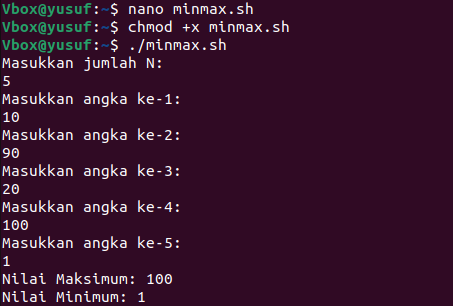 Vbox@yusuf:~$ nano minmax.sh
Vbox@yusuf:~$ chmod +x minmax.sh
Vbox@yusuf:~$ ./minmax.sh
Masukkan jumlah N:
5
Masukkan angka ke-1:
10
Masukkan angka ke-2:
90
Masukkan angka ke-3:
20
Masukkan angka ke-4:
100
Masukkan angka ke-5:
1
Nilai Maksimum: 100
Nilai Minimum: 1